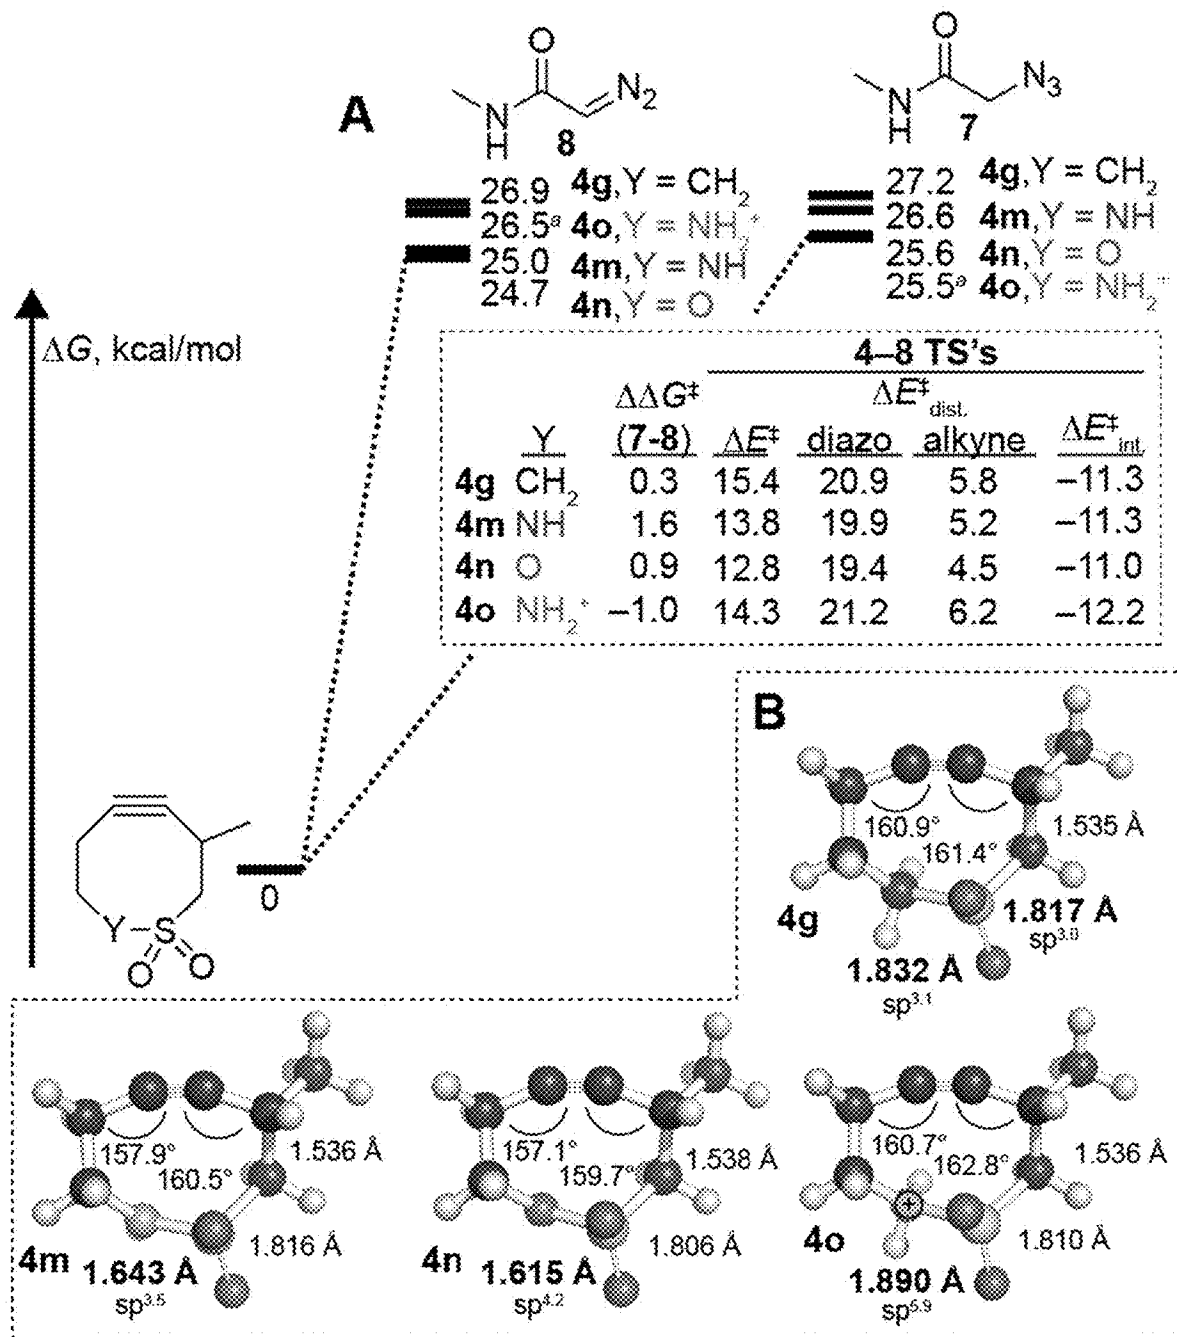 A
O
N
H
N₂
8
26.9 4g, Y = CH₂
26.5ᵃ 4o, Y = NH₂⁺
25.0 4m, Y = NH
24.7 4n, Y = O
O
N
H
N₃
7
27.2 4g, Y = CH₂
26.6 4m, Y = NH
25.6 4n, Y = O
25.5ᵃ 4o, Y = NH₂⁺
ΔG, kcal/mol
4–8 TS's
ΔΔG‡ ΔE‡dist.
Y (7-8) ΔE‡ diazo alkyne ΔE‡int.
4g CH₂ 0.3 15.4 20.9 5.8 –11.3
4m NH 1.6 13.8 19.9 5.2 –11.3
4n O 0.9 12.8 19.4 4.5 –11.0
4o NH₂⁺ –1.0 14.3 21.2 6.2 –12.2
Y S
O O
0
B
160.9°
161.4°
1.535 Å
4g
1.817 Å
sp³·⁰
1.832 Å
sp³·¹
157.9°
160.5°
1.536 Å
1.816 Å
4m 1.643 Å
sp³·⁵
157.1°
159.7°
1.538 Å
1.806 Å
4n 1.615 Å
sp⁴·²
160.7°
162.8°
1.536 Å
+
4o
1.810 Å
1.890 Å
sp⁵·⁹